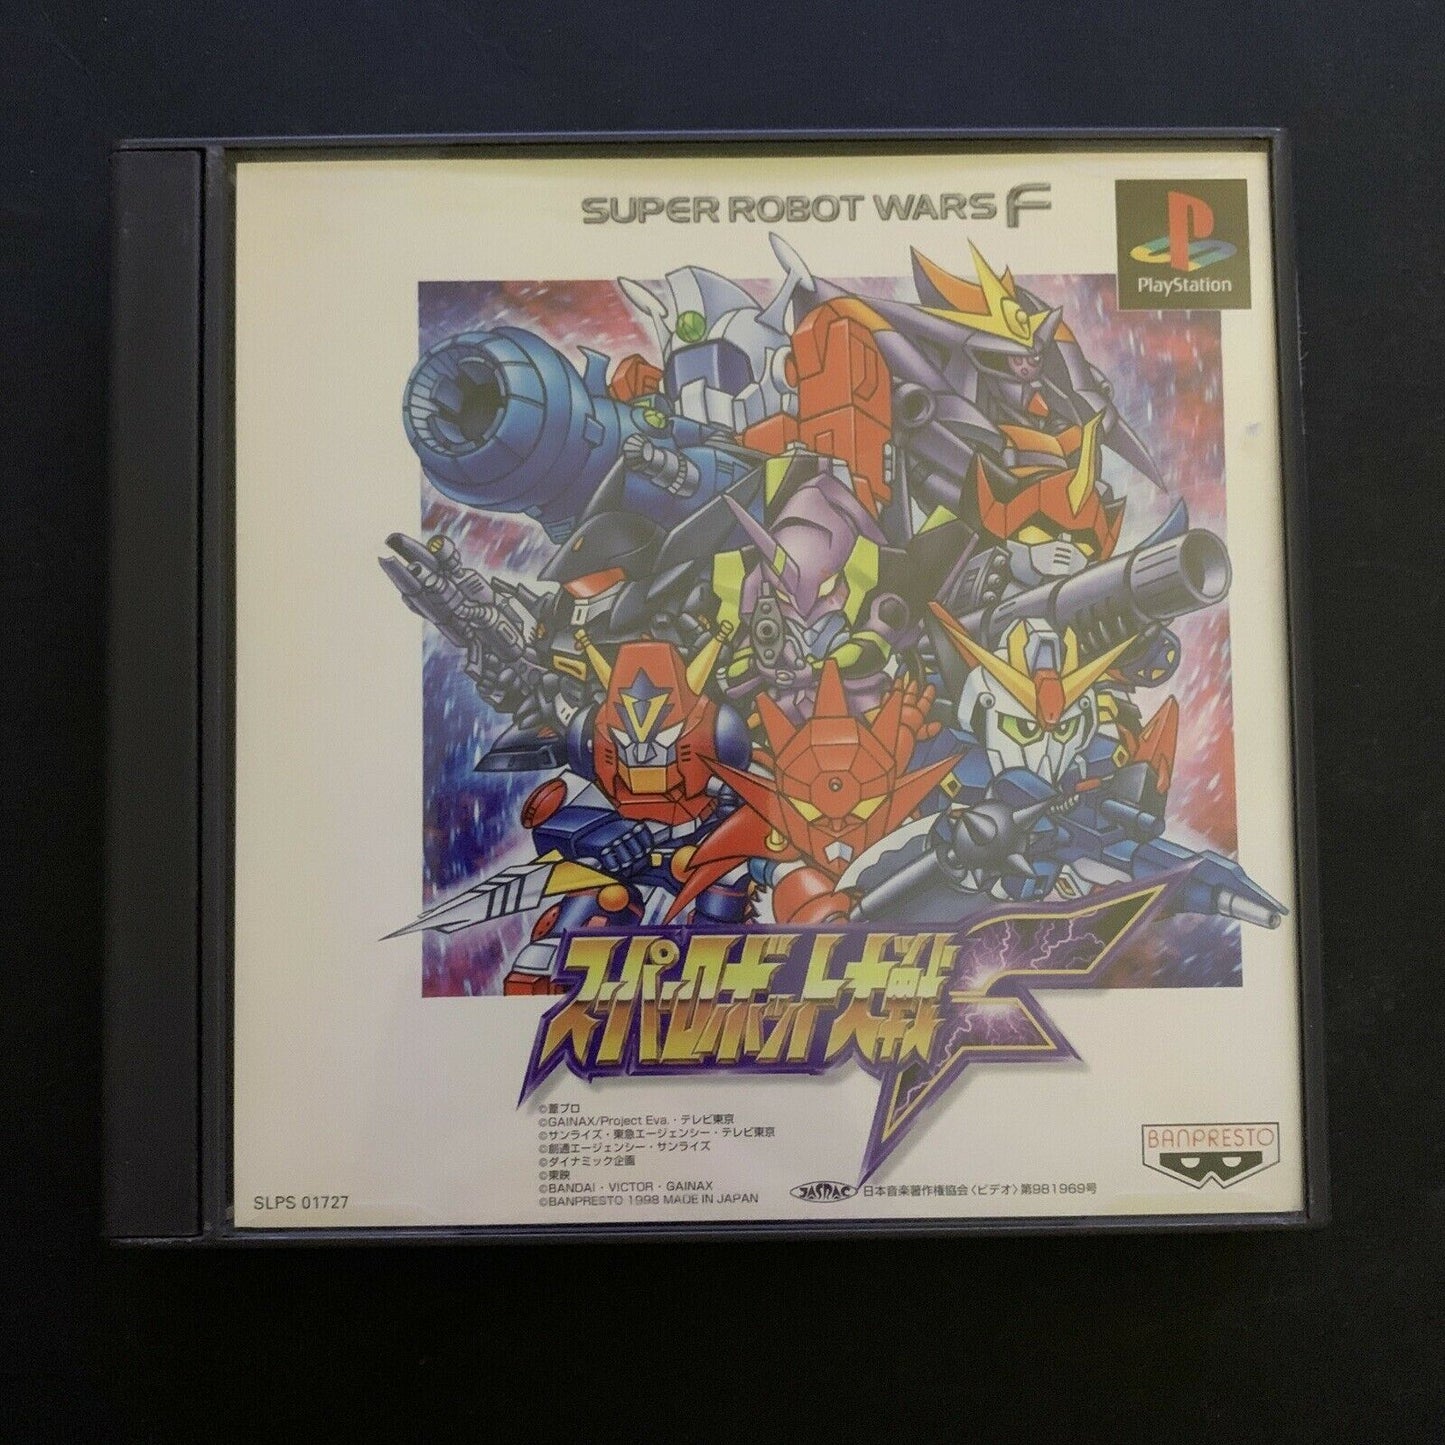 SUPER ROBOT WARS F
PlayStation
スーパーロボット大戦F
©葦プロ
©GAINAX/Project Eva.・テレビ東京
©サンライズ・東急エージェンシー・テレビ東京
©創通エージェンシー・サンライズ
©ダイナミック企画
©東映
©BANDAI・VICTOR・GAINAX
©BANPRESTO 1998 MADE IN JAPAN
JASRAC 日本音楽著作権協会〈ビデオ〉第981969号
BANPRESTO
SLPS 01727